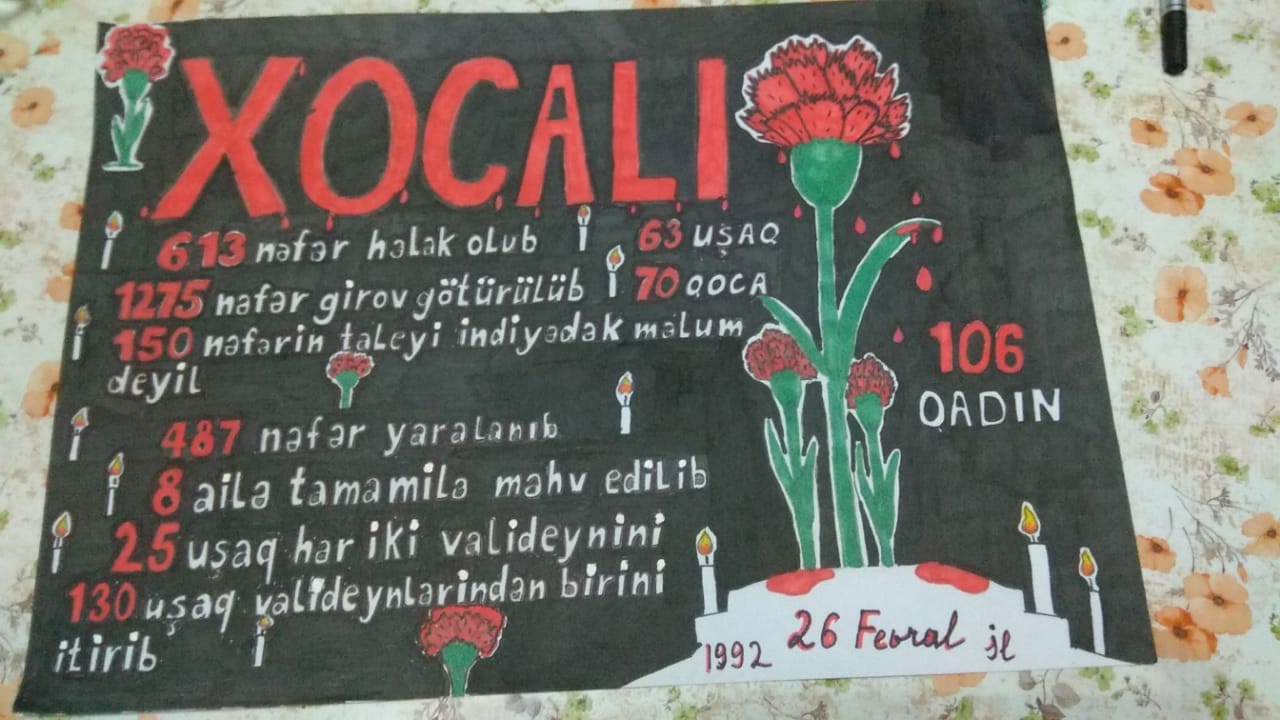 XOCALI
613 nəfər həlak olub
63 UŞAQ
1275 nəfər girov götürülüb
70 QOCA
150 nəfərin taleyi indiyədək məlum
deyil
106
QADIN
487 nəfər yaralanıb
8 ailə tamamilə məhv edilib
25 uşaq hər iki valideynini
130 uşaq valideynlərindən birini
itirib
1992 26 Fevral il